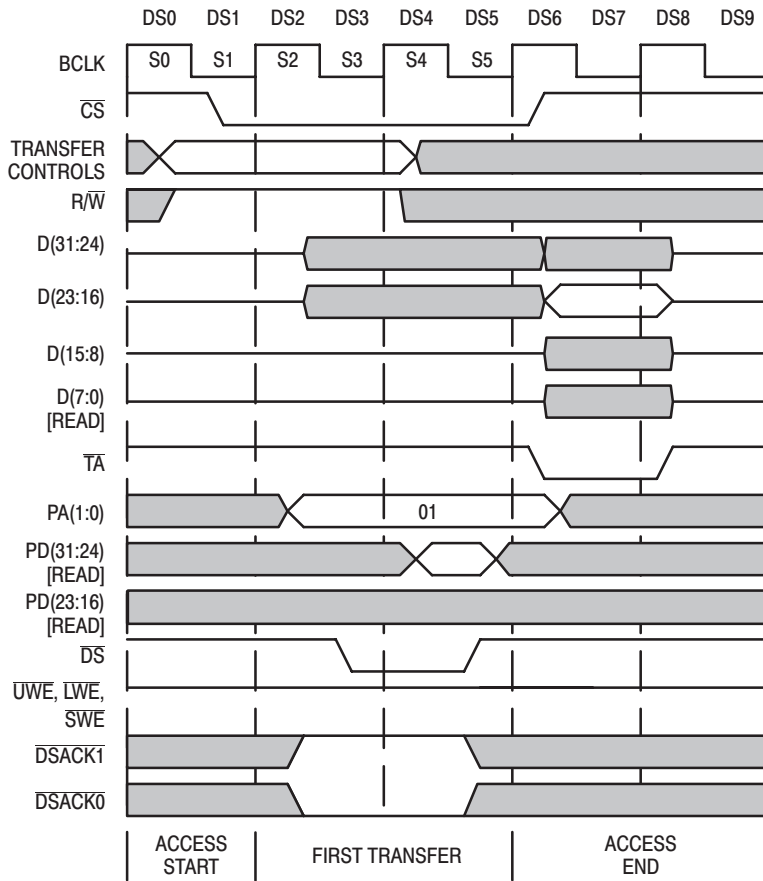 DS0 DS1 DS2 DS3 DS4 DS5 DS6 DS7 DS8 DS9
BCLK S0 S1 S2 S3 S4 S5
CS
TRANSFER
CONTROLS
R/W
D(31:24)
D(23:16)
D(15:8)
D(7:0)
[READ]
TA
PA(1:0) 01
PD(31:24)
[READ]
PD(23:16)
[READ]
DS
UWE, LWE,
SWE
DSACK1
DSACK0
ACCESS
START
FIRST TRANSFER
ACCESS
END